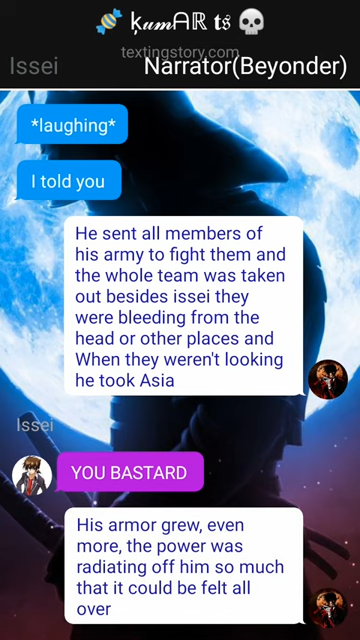 🍬 ķ𝓊𝓂ᗩℝ 𝖙𝖘 💀
textingstory.com
Issei
Narrator(Beyonder)
*laughing*
I told you
He sent all members of
his army to fight them and
the whole team was taken
out besides issei they
were bleeding from the
head or other places and
When they weren't looking
he took Asia
Issei
YOU BASTARD
His armor grew, even
more, the power was
radiating off him so much
that it could be felt all
over